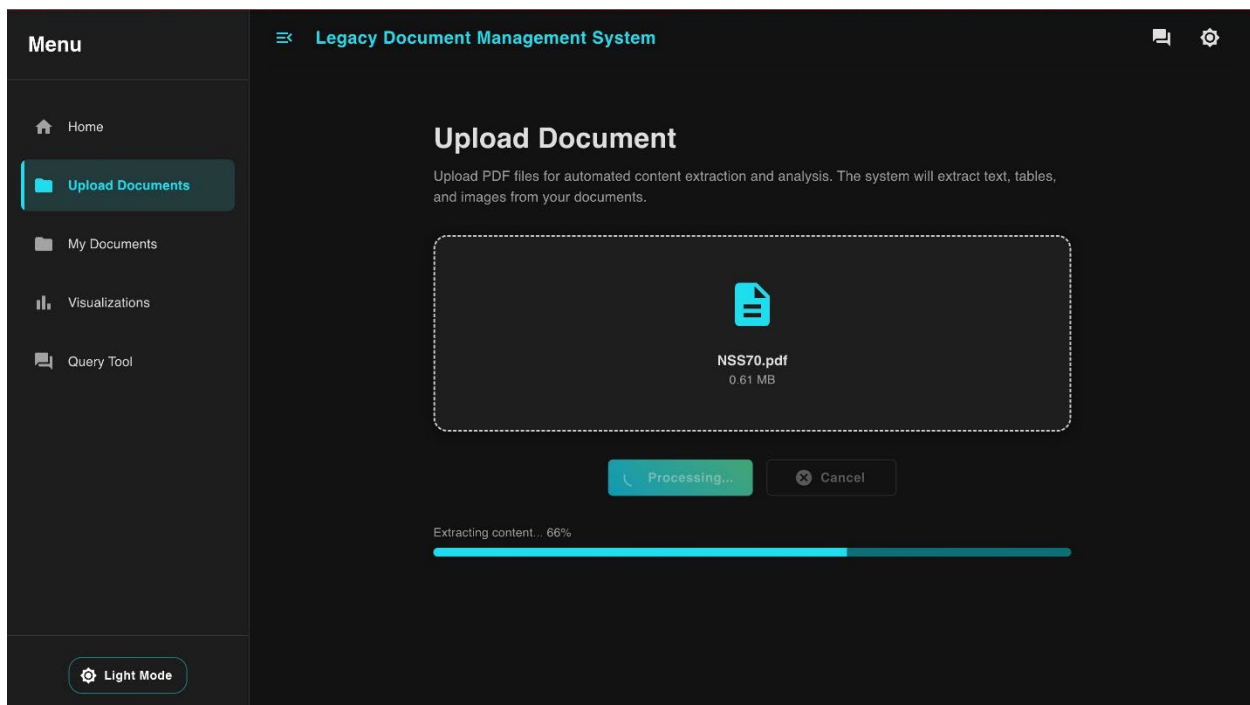 Menu
Legacy Document Management System
Home
Upload Documents
My Documents
Visualizations
Query Tool
Light Mode
Upload Document
Upload PDF files for automated content extraction and analysis. The system will extract text, tables,
and images from your documents.
NSS70.pdf
0.61 MB
Processing...
Cancel
Extracting content... 66%